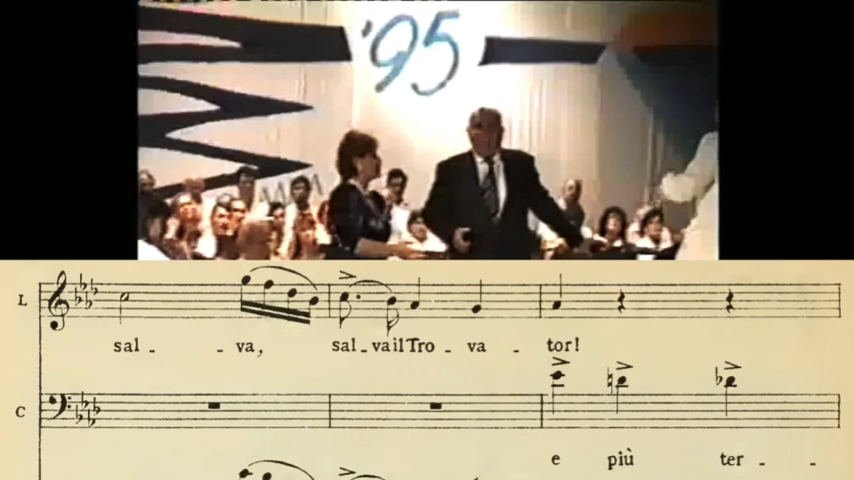 '95
L
sal - - va, sal - va il Tro - va - tor!
C
e più ter - -